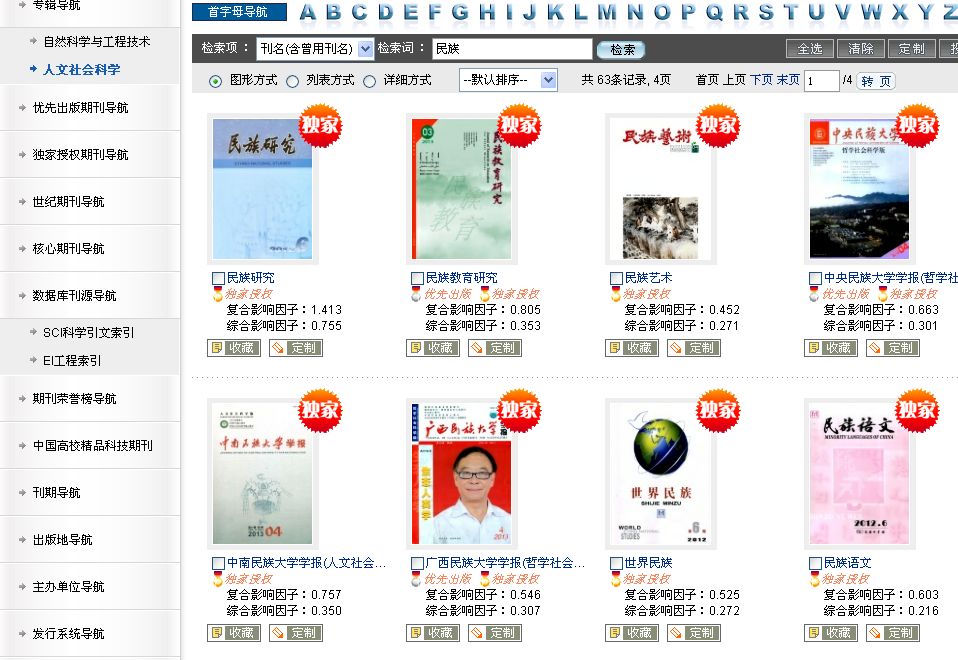 专辑导航
自然科学与工程技术
人文社会科学
优先出版期刊导航
独家授权期刊导航
世纪期刊导航
核心期刊导航
数据库刊源导航
SCI科学引文索引
EI工程索引
期刊荣誉榜导航
中国高校精品科技期刊
刊期导航
出版地导航
主办单位导航
发行系统导航
首字母导航 A B C D E F G H I J K L M N O P Q R S T U V W X Y Z
检索项： 刊名(含曾用刊名) 检索词： 民族 检索 全选 清除 定制
图形方式 列表方式 详细方式 --默认排序-- 共 63条记录, 4页 首页 上页 下页 末页 1 /4 转 页
独家 独家 独家 独家
民族研究
ETHNO-NATIONAL STUDIES
03
2013
民族教育研究
民族藝術
中央民族大学
哲学社会科学版
民族研究 民族教育研究 民族艺术 中央民族大学学报(哲学社
独家授权 优先出版 独家授权 独家授权 优先出版 独家授权
复合影响因子：1.413 复合影响因子：0.805 复合影响因子：0.452 复合影响因子：0.663
综合影响因子：0.755 综合影响因子：0.353 综合影响因子：0.271 综合影响因子：0.301
收藏 定制 收藏 定制 收藏 定制 收藏 定制
独家 独家 独家 独家
中南民族大学学报
2013 04
广西民族大学
生态人类学
4
2013
世界民族
SHIJIE MINZU
WORLD
STUDIES
6
2012
民族语文
MINORITY LANGUAGES OF CHINA
2012.6
中南民族大学学报(人文社会... 广西民族大学学报(哲学社会... 世界民族 民族语文
独家授权 优先出版 独家授权 独家授权 独家授权
复合影响因子：0.757 复合影响因子：0.546 复合影响因子：0.525 复合影响因子：0.603
综合影响因子：0.350 综合影响因子：0.307 综合影响因子：0.272 综合影响因子：0.216
收藏 定制 收藏 定制 收藏 定制 收藏 定制